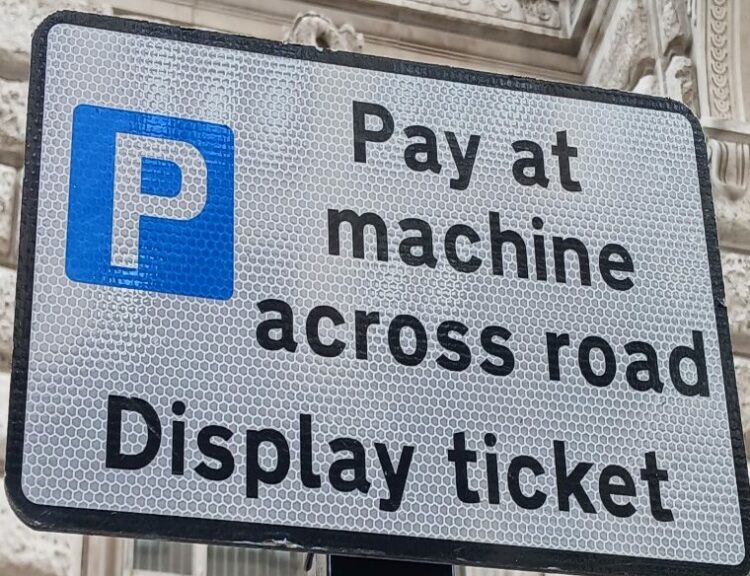 P
Pay at
machine
across road
Display ticket